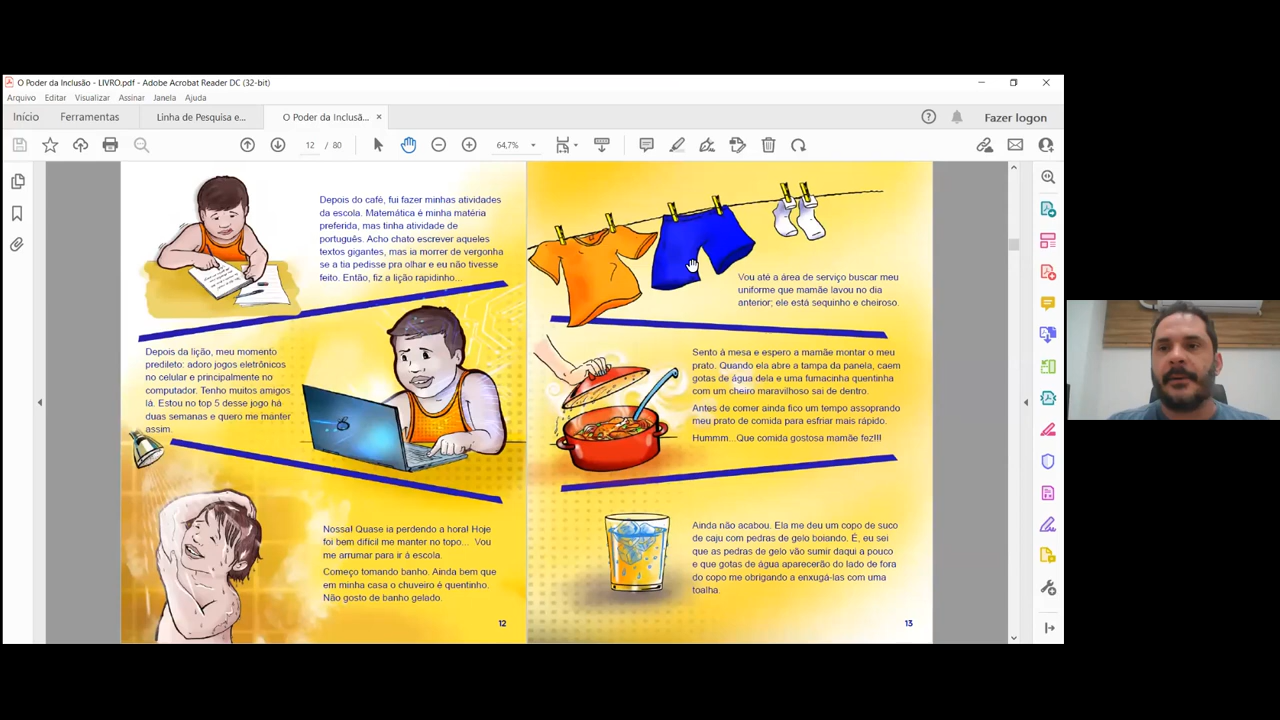 O Poder da Inclusão - LIVRO.pdf - Adobe Acrobat Reader DC (32-bit)
Arquivo Editar Visualizar Assinar Janela Ajuda
Início Ferramentas Linha de Pesquisa e... O Poder da Inclusã... × Fazer logon
12 / 80 64,7%
Depois do café, fui fazer minhas atividades
da escola. Matemática é minha matéria
preferida, mas tinha atividade de
português. Acho chato escrever aqueles
textos gigantes, mas ia morrer de vergonha
se a tia pedisse pra olhar e eu não tivesse
feito. Então, fiz a lição rapidinho...
Depois da lição, meu momento
predileto: adoro jogos eletrônicos
no celular e principalmente no
computador. Tenho muitos amigos
lá. Estou no top 5 desse jogo há
duas semanas e quero me manter
assim.
Nossa! Quase ia perdendo a hora! Hoje
foi bem difícil me manter no topo... Vou
me arrumar para ir à escola.
Começo tomando banho. Ainda bem que
em minha casa o chuveiro é quentinho.
Não gosto de banho gelado.
12
Vou até a área de serviço buscar meu
uniforme que mamãe lavou no dia
anterior; ele está sequinho e cheiroso.
Sento à mesa e espero a mamãe montar o meu
prato. Quando ela abre a tampa da panela, caem
gotas de água dela e uma fumacinha quentinha
com um cheiro maravilhoso sai de dentro.
Antes de comer ainda fico um tempo assoprando
meu prato de comida para esfriar mais rápido.
Hummm...Que comida gostosa mamãe fez!!!
Ainda não acabou. Ela me deu um copo de suco
de caju com pedras de gelo boiando. É, eu sei
que as pedras de gelo vão sumir daqui a pouco
e que gotas de água aparecerão do lado de fora
do copo me obrigando a enxugá-las com uma
toalha.
13